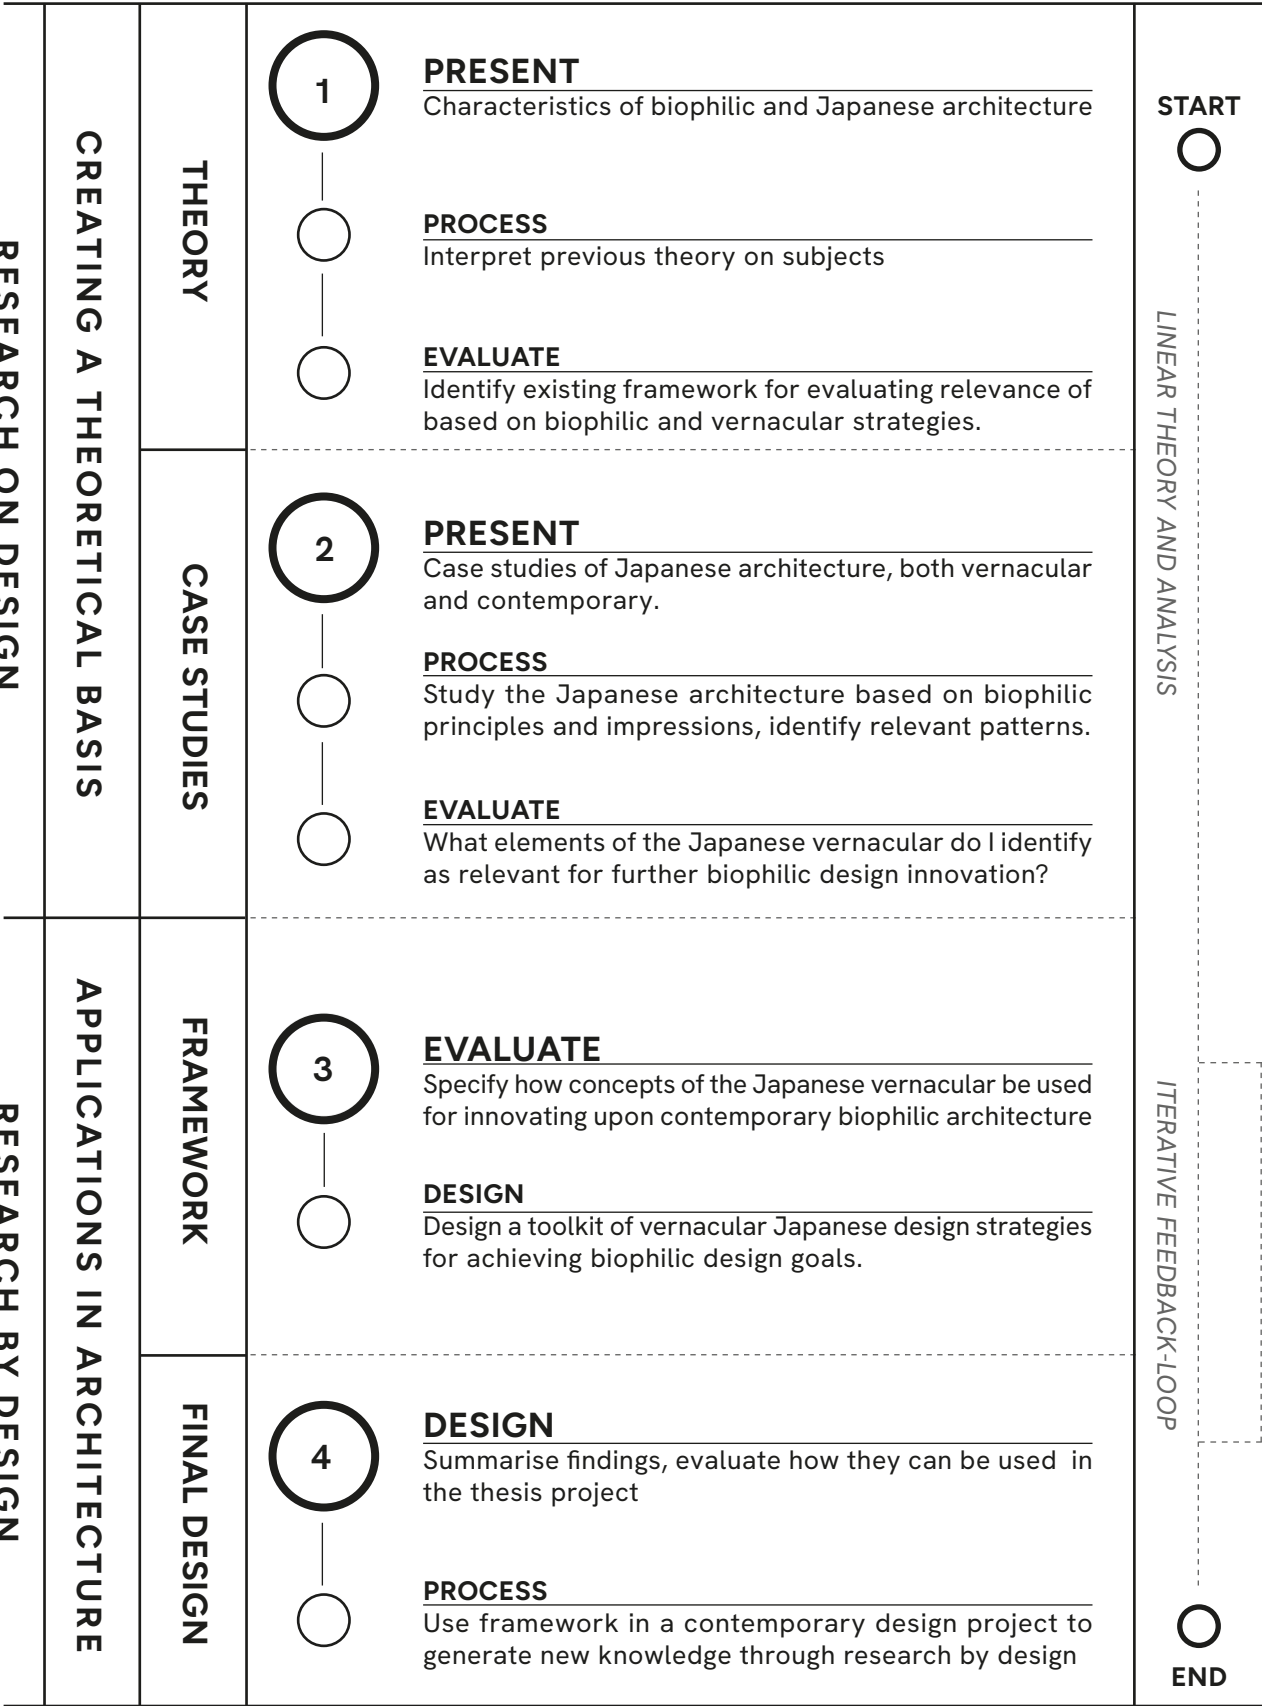 RESEARCH ON DESIGN
CREATING A THEORETICAL BASIS
THEORY
1
PRESENT
Characteristics of biophilic and Japanese architecture
PROCESS
Interpret previous theory on subjects
EVALUATE
Identify existing framework for evaluating relevance of
based on biophilic and vernacular strategies.
CASE STUDIES
2
PRESENT
Case studies of Japanese architecture, both vernacular
and contemporary.
PROCESS
Study the Japanese architecture based on biophilic
principles and impressions, identify relevant patterns.
EVALUATE
What elements of the Japanese vernacular do I identify
as relevant for further biophilic design innovation?
RESEARCH BY DESIGN
APPLICATIONS IN ARCHITECTURE
FRAMEWORK
3
EVALUATE
Specify how concepts of the Japanese vernacular be used
for innovating upon contemporary biophilic architecture
DESIGN
Design a toolkit of vernacular Japanese design strategies
for achieving biophilic design goals.
FINAL DESIGN
4
DESIGN
Summarise findings, evaluate how they can be used in
the thesis project
PROCESS
Use framework in a contemporary design project to
generate new knowledge through research by design
START
LINEAR THEORY AND ANALYSIS
ITERATIVE FEEDBACK-LOOP
END